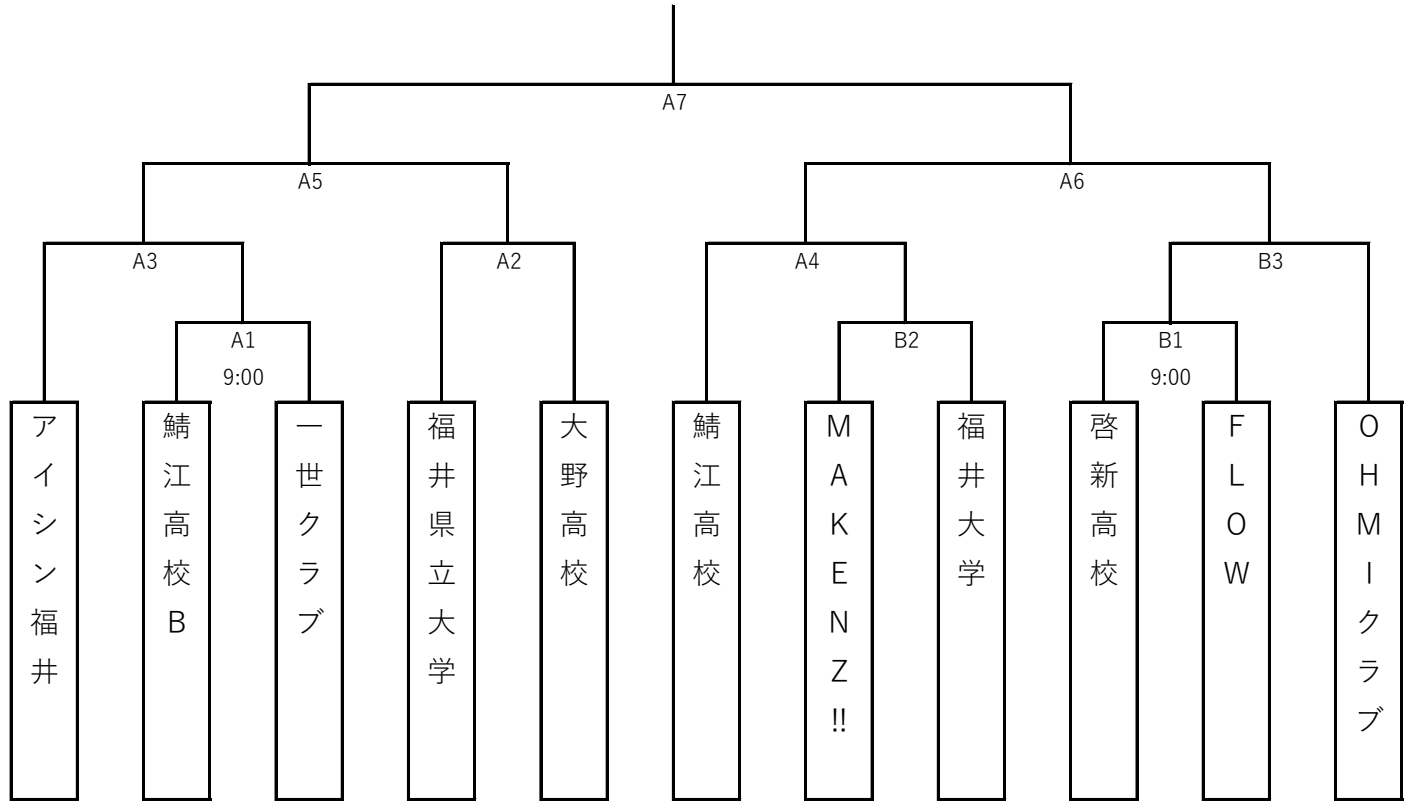 A7
A5
A6
A3
A2
A4
B3
A1
B2
B1
9:00
9:00
アイシン福井
鯖江高校B
一世クラブ
福井県立大学
大野高校
鯖江高校
MAKENZ!!
福井大学
啓新高校
FLOW
OHMIクラブ